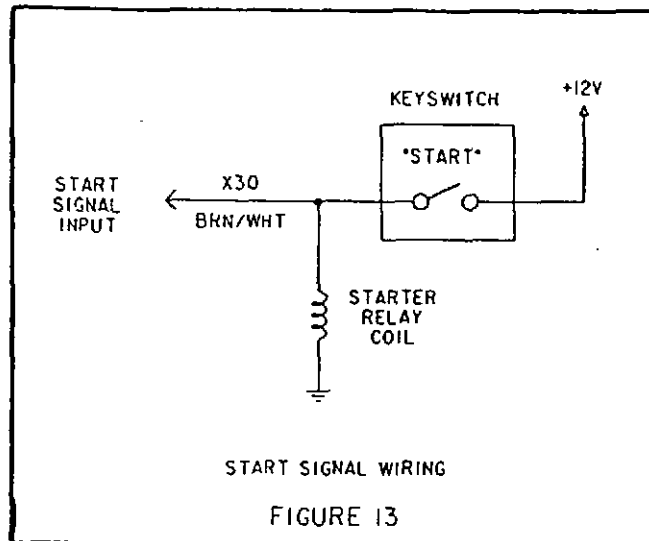 +12V
KEYSWITCH
"START"
START
SIGNAL
INPUT
X30
BRN/WHT
STARTER
RELAY
COIL
START SIGNAL WIRING
FIGURE 13